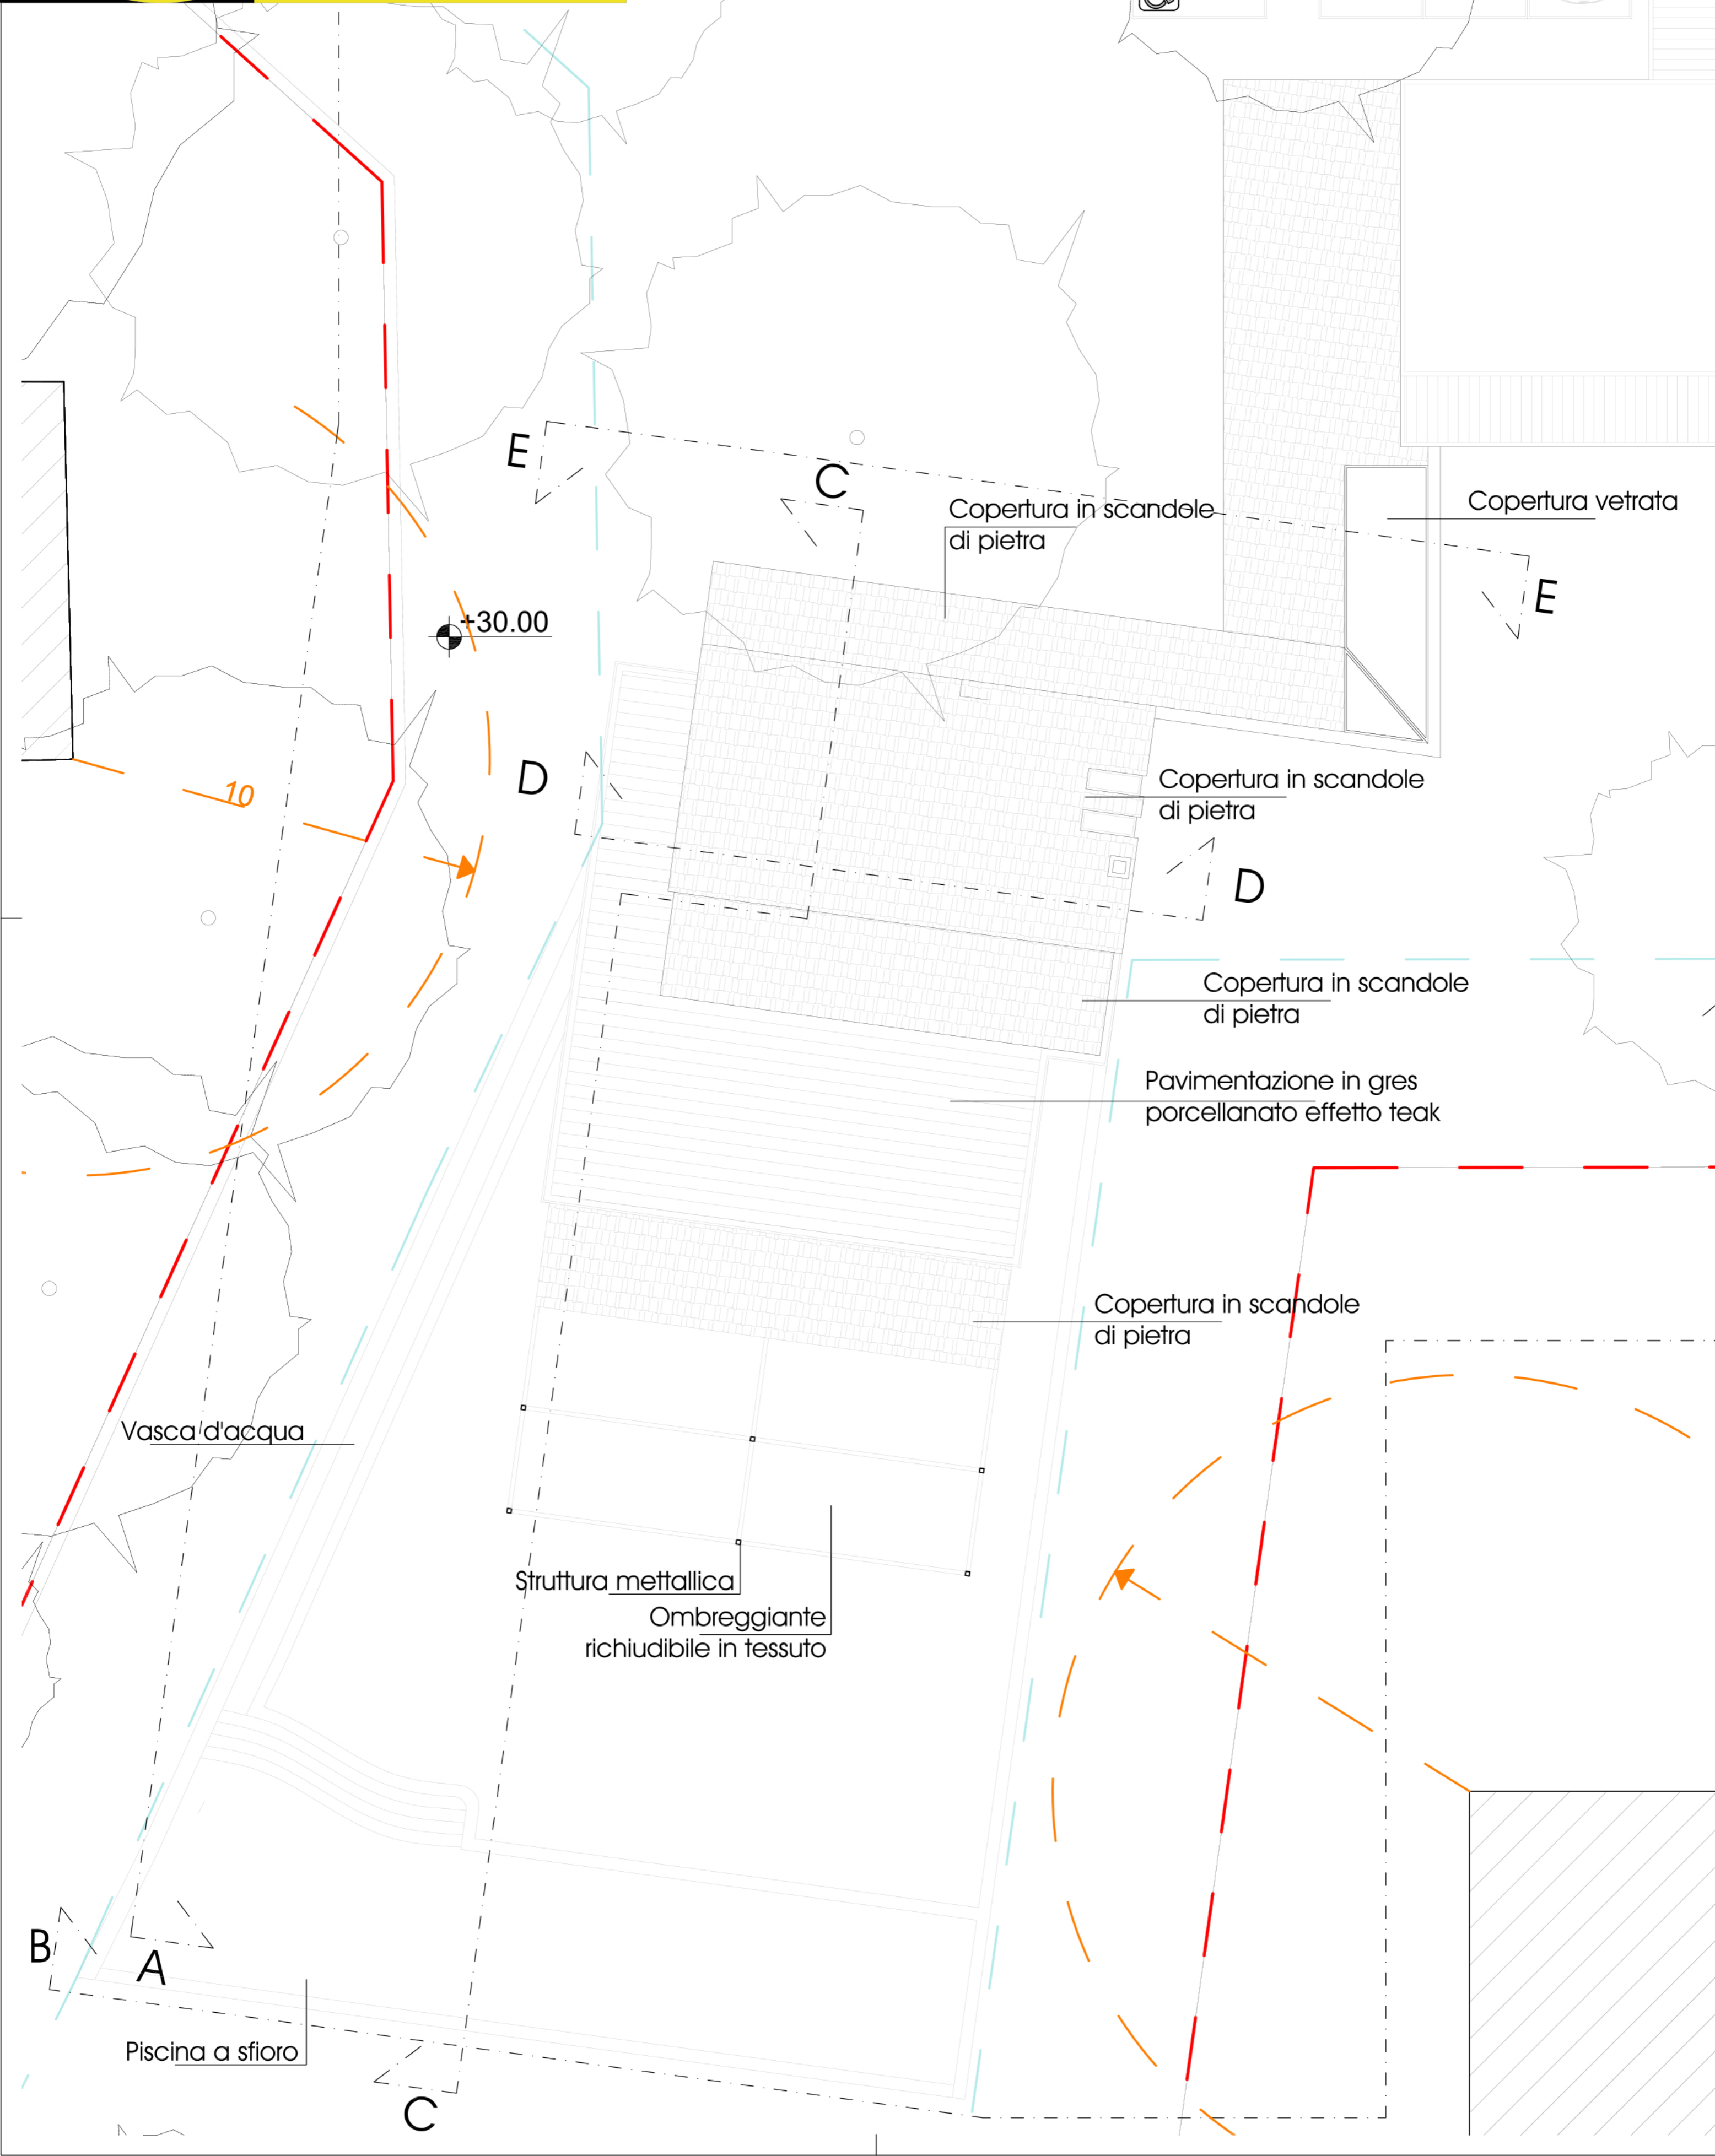 E
C
Copertura in scandole
di pietra
Copertura vetrata
E
+30.00
D
10
Copertura in scandole
di pietra
D
Copertura in scandole
di pietra
Pavimentazione in gres
porcellanato effetto teak
Copertura in scandole
di pietra
Vasca d'acqua
Struttura mettallica
Ombreggiante
richiudibile in tessuto
B
A
Piscina a sfioro
C